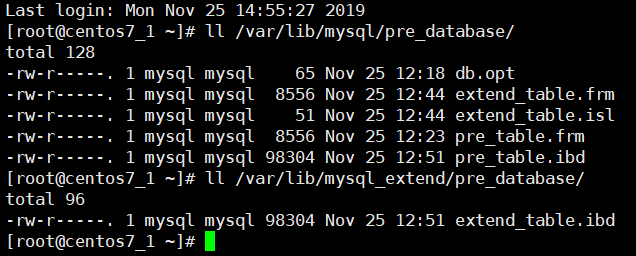 Last login: Mon Nov 25 14:55:27 2019
[root@centos7_1 ~]# ll /var/lib/mysql/pre_database/
total 128
-rw-r-----. 1 mysql mysql    65 Nov 25 12:18 db.opt
-rw-r-----. 1 mysql mysql  8556 Nov 25 12:44 extend_table.frm
-rw-r-----. 1 mysql mysql    51 Nov 25 12:44 extend_table.isl
-rw-r-----. 1 mysql mysql  8556 Nov 25 12:23 pre_table.frm
-rw-r-----. 1 mysql mysql 98304 Nov 25 12:51 pre_table.ibd
[root@centos7_1 ~]# ll /var/lib/mysql_extend/pre_database/
total 96
-rw-r-----. 1 mysql mysql 98304 Nov 25 12:51 extend_table.ibd
[root@centos7_1 ~]#